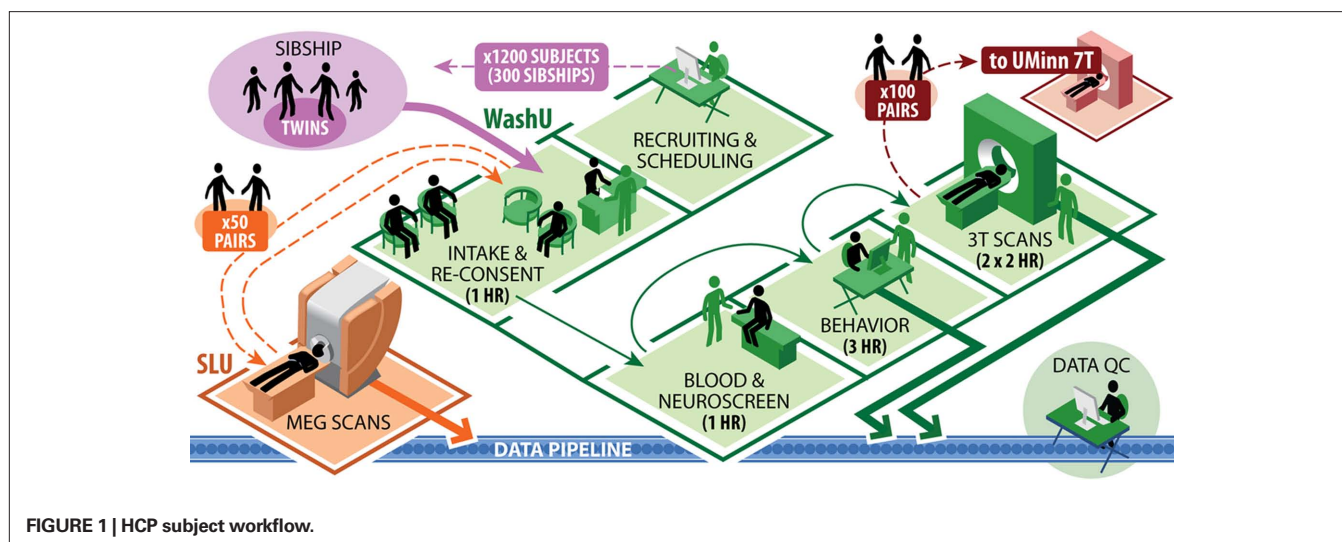 SIBSHIP
TWINS
x1200 SUBJECTS
(300 SIBSHIPS)
WashU
RECRUITING &
SCHEDULING
x100
PAIRS
to UMinn 7T
x50
PAIRS
INTAKE &
RE-CONSENT
(1 HR)
3T SCANS
(2 x 2 HR)
BEHAVIOR
(3 HR)
BLOOD &
NEUROSCREEN
(1 HR)
SLU
MEG SCANS
DATA QC
DATA PIPELINE
FIGURE 1 | HCP subject workflow.